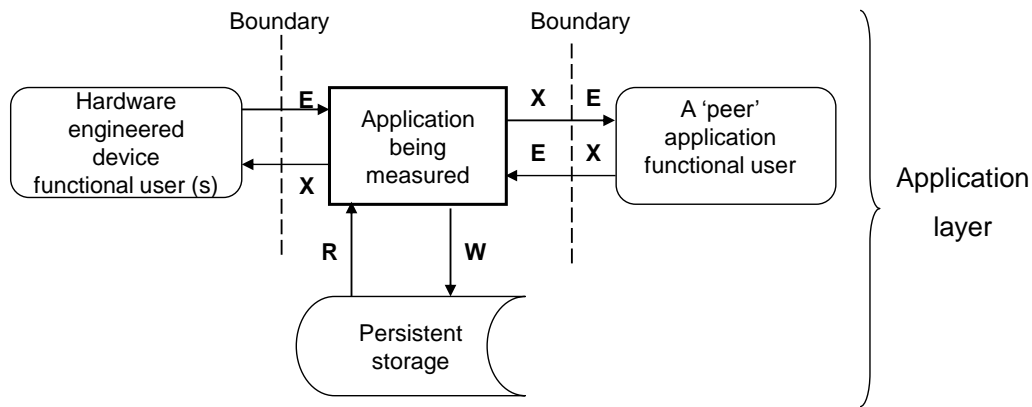 Boundary
Boundary
Hardware
engineered
device
functional user (s)
E
X
Application
being
measured
X
E
E
X
A ‘peer’
application
functional user
Application
layer
R
W
Persistent
storage